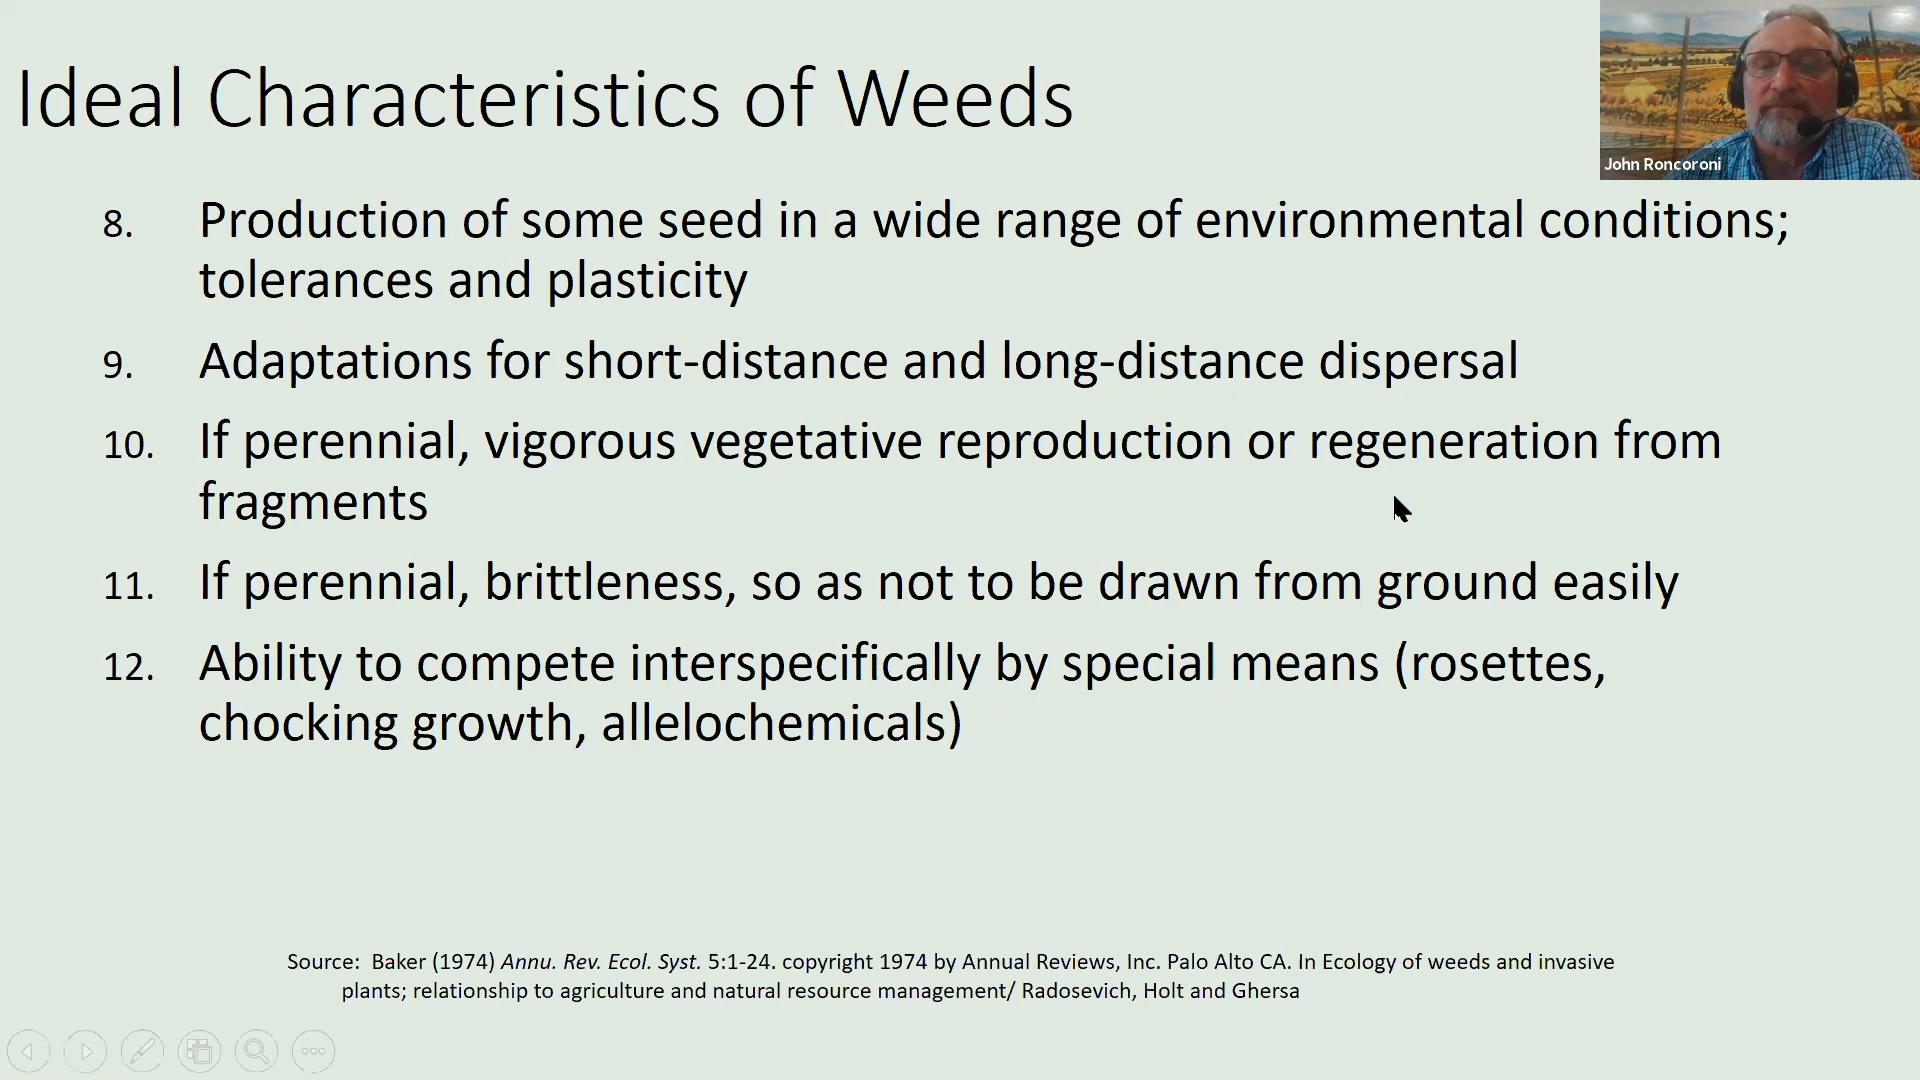 Ideal Characteristics of Weeds
John Roncoroni
8. Production of some seed in a wide range of environmental conditions;
tolerances and plasticity
9. Adaptations for short-distance and long-distance dispersal
10. If perennial, vigorous vegetative reproduction or regeneration from
fragments
11. If perennial, brittleness, so as not to be drawn from ground easily
12. Ability to compete interspecifically by special means (rosettes,
chocking growth, allelochemicals)
Source: Baker (1974) Annu. Rev. Ecol. Syst. 5:1-24. copyright 1974 by Annual Reviews, Inc. Palo Alto CA. In Ecology of weeds and invasive
plants; relationship to agriculture and natural resource management/ Radosevich, Holt and Ghersa